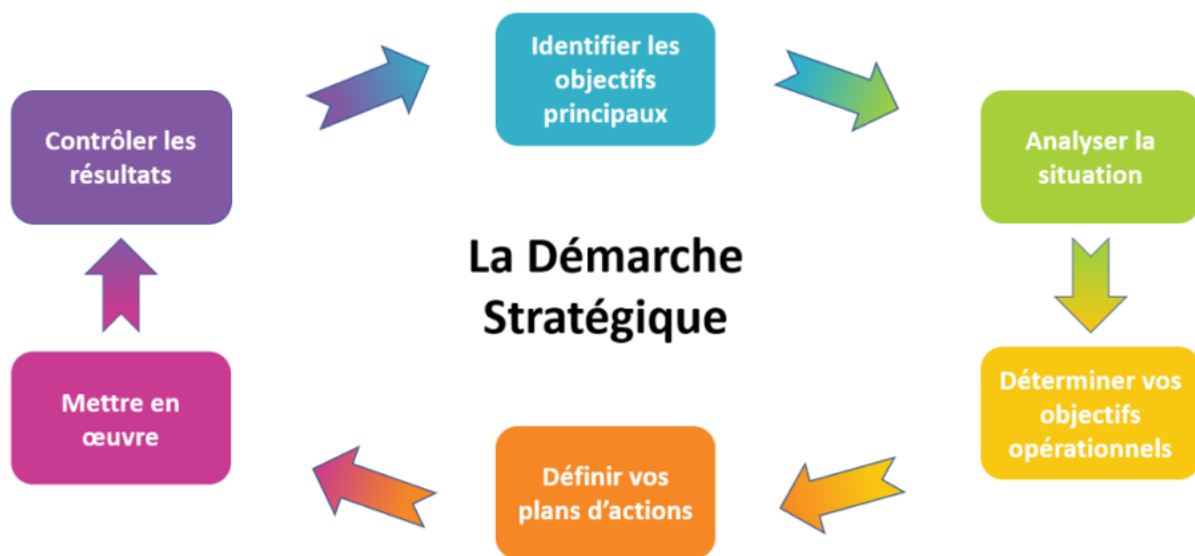 Identifier les
objectifs
principaux
Analyser la
situation
Déterminer vos
objectifs
opérationnels
Définir vos
plans d’actions
Mettre en
œuvre
Contrôler les
résultats
La Démarche
Stratégique